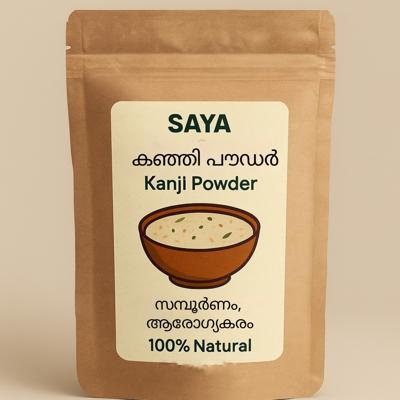 SAYA
കഞ്ഞി പൗഡർ
Kanji Powder
സമ്പൂർണം,
ആരോഗ്യകരം
100% Natural